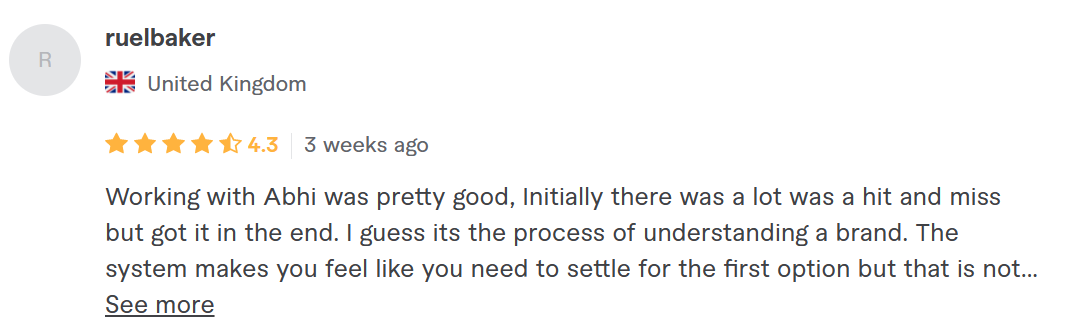 R
ruelbaker
United Kingdom
4.3
3 weeks ago
Working with Abhi was pretty good, Initially there was a lot was a hit and miss
but got it in the end. I guess its the process of understanding a brand. The
system makes you feel like you need to settle for the first option but that is not...
See more